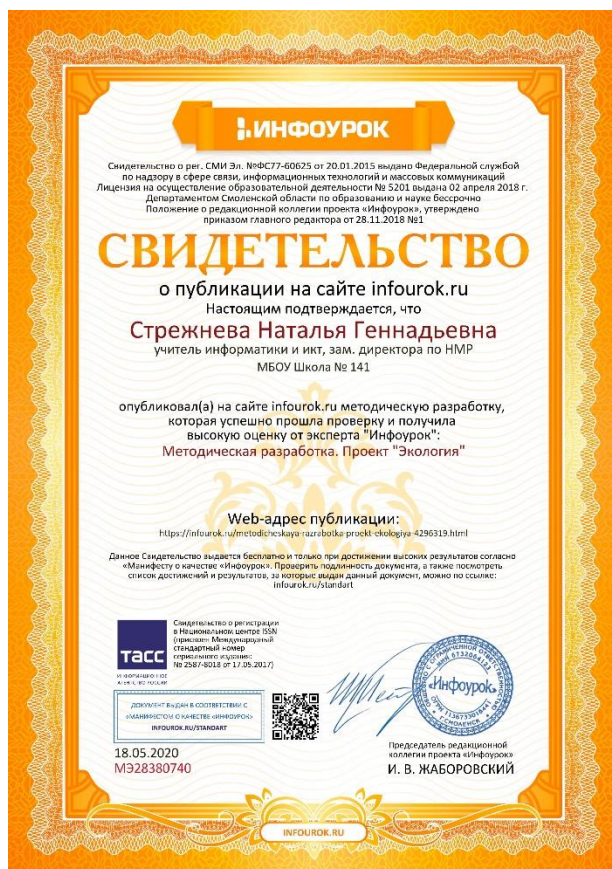 ИНФОУРОК
Свидетельство о рег. СМИ Эл. №ФС77-60625 от 20.01.2015 выдано Федеральной службой
по надзору в сфере связи, информационных технологий и массовых коммуникаций
Лицензия на осуществление образовательной деятельности № 5201 выдана 02 апреля 2018 г.
Департаментом Смоленской области по образованию и науке бессрочно
Положение о редакционной коллегии проекта «Инфоурок», утверждено
приказом главного редактора от 28.11.2018 №1
СВИДЕТЕЛЬСТВО
о публикации на сайте infourok.ru
Настоящим подтверждается, что
Стрежнева Наталья Геннадьевна
учитель информатики и икт, зам. директора по НМР
МБОУ Школа № 141
опубликовал(а) на сайте infourok.ru методическую разработку,
которая успешно прошла проверку и получила
высокую оценку от эксперта "Инфоурок":
Методическая разработка. Проект "Экология"
Web-адрес публикации:
https://infourok.ru/metodicheskaya-razrabotka-proekt-ekologiya-4296319.html
Данное Свидетельство выдается бесплатно и только при достижении высоких результатов согласно
«Манифесту о качестве «Инфоурок». Проверить подлинность документа, а также посмотреть
список достижений и результатов, за которые выдан данный документ, можно по ссылке:
infourok.ru/standart
тасс
ИНФОРМАЦИОННОЕ
АГЕНТСТВО РОССИИ
Свидетельство о регистрации
в Национальном центре ISSN
(присвоен Международный
стандартный номер
сериального издания:
№ 2587-8018 от 17.05.2017)
ДОКУМЕНТ ВЫДАН В СООТВЕТСТВИИ С
«МАНИФЕСТОМ О КАЧЕСТВЕ «ИНФОУРОК»
INFOUROK.RU/STANDART
18.05.2020
МЭ28380740
«Инфоурок»
Председатель редакционной
коллегии проекта «Инфоурок»
И. В. ЖАБОРОВСКИЙ
INFOUROK.RU